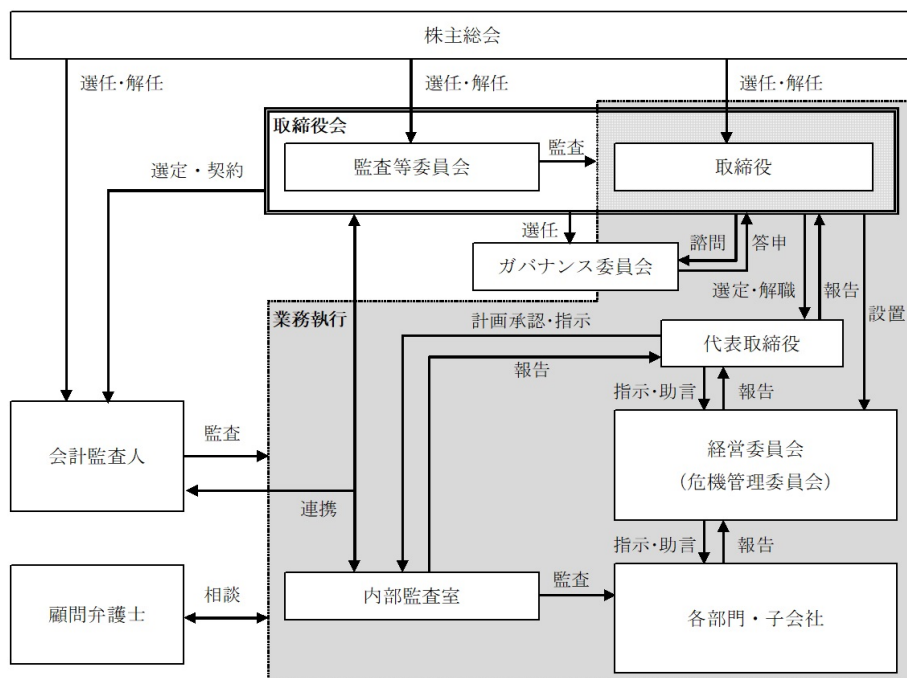 株主総会
選任・解任
選任・解任
選任・解任
取締役会
監査等委員会
監査
取締役
選定・契約
選任
諮問
答申
ガバナンス委員会
選定・解職
報告
設置
業務執行
計画承認・指示
代表取締役
報告
指示・助言
報告
会計監査人
監査
経営委員会
（危機管理委員会）
連携
指示・助言
報告
顧問弁護士
相談
内部監査室
監査
各部門・子会社